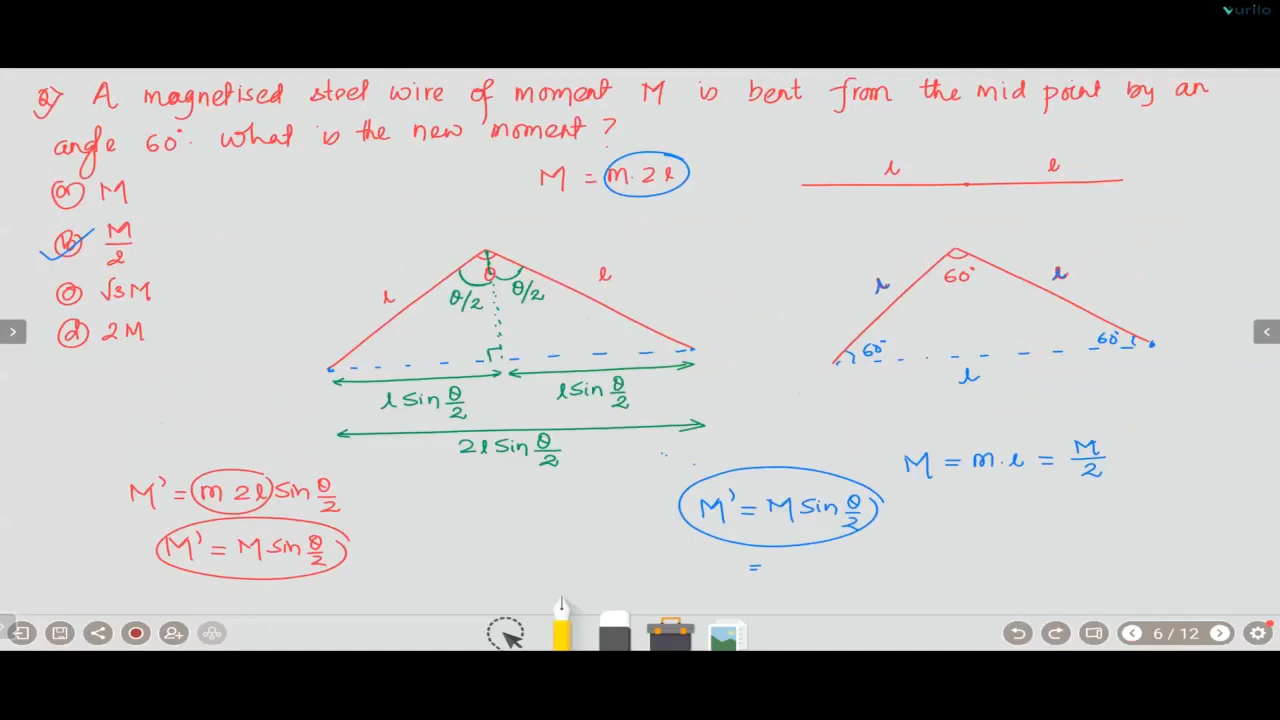 vurilo
Q) A magnetised steel wire of moment M is bent from the mid point by an
angle 60°. What is the new moment?
(a) M
(b) M/2
(c) √3M
(d) 2M
M = m.2l
l l
l l
θ
θ/2 θ/2
l sin θ/2 l sin θ/2
2l sin θ/2
l l
60°
60° 60°
l
M = m.l = M/2
M' = m 2l sin θ/2
M' = M sin θ/2
M' = M sin θ/2
=
6 / 12